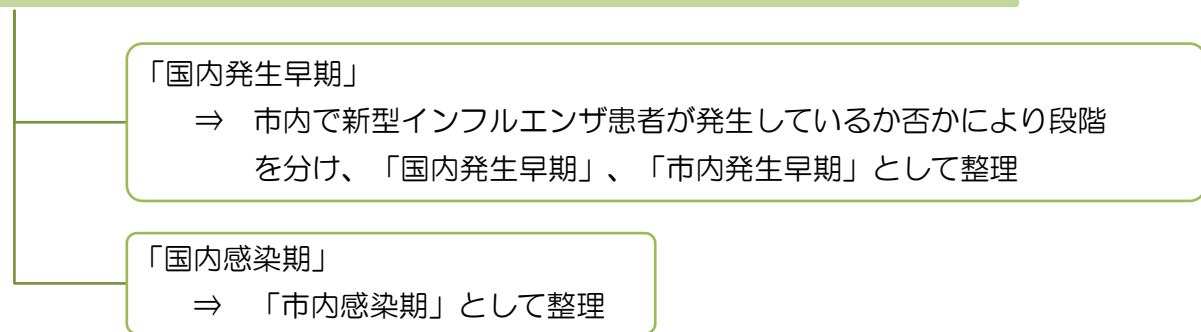 「国内発生早期」
⇒　市内で新型インフルエンザ患者が発生しているか否かにより段階
を分け、「国内発生早期」、「市内発生早期」として整理
「国内感染期」
⇒　「市内感染期」として整理